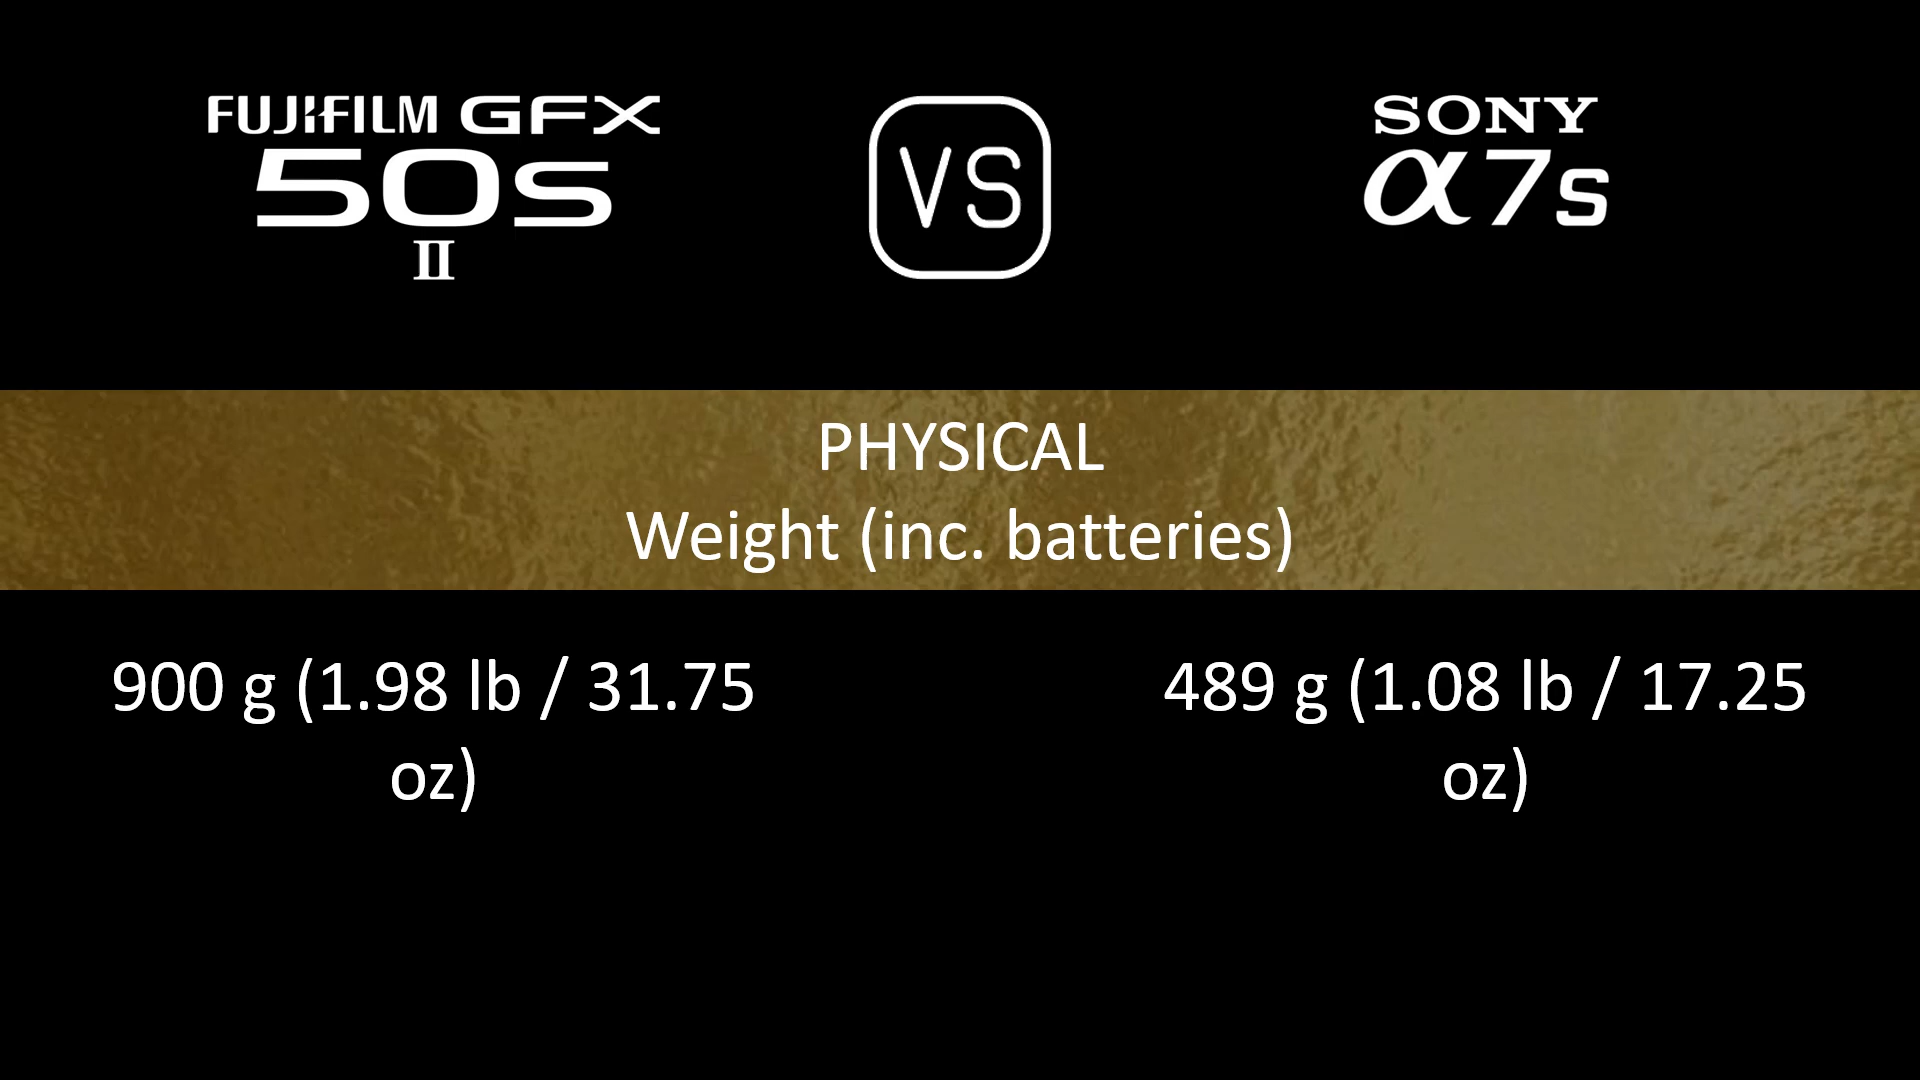 FUJIFILM GFX
50S
II
VS
SONY
α7s
PHYSICAL
Weight (inc. batteries)
900 g (1.98 lb / 31.75
oz)
489 g (1.08 lb / 17.25
oz)